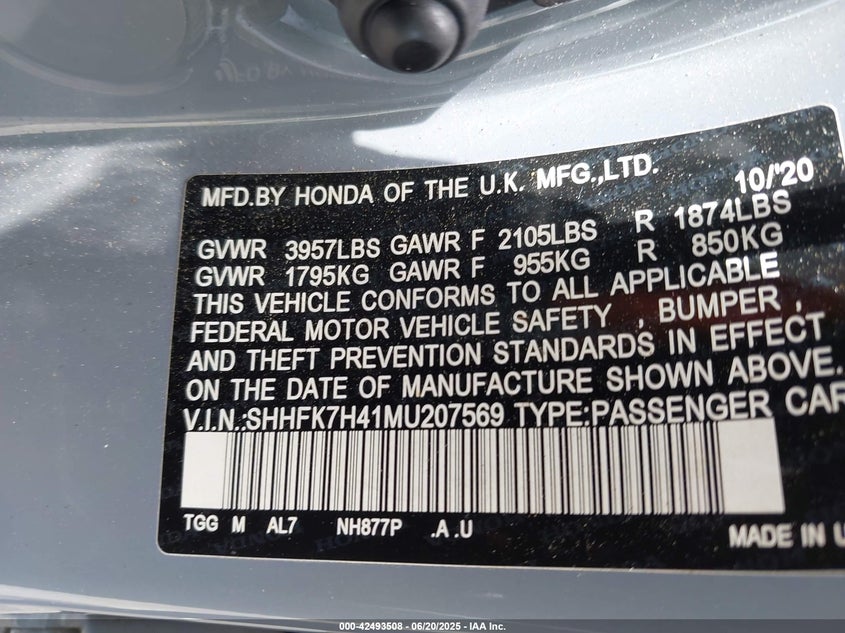 MFD.BY HONDA OF THE U.K. MFG.,LTD. 10/'20
GVWR 3957LBS GAWR F 2105LBS R 1874LBS
GVWR 1795KG GAWR F 955KG R 850KG
THIS VEHICLE CONFORMS TO ALL APPLICABLE
FEDERAL MOTOR VEHICLE SAFETY , BUMPER ,
AND THEFT PREVENTION STANDARDS IN EFFECT
ON THE DATE OF MANUFACTURE SHOWN ABOVE.
V.I.N.:SHHFK7H41MU207569 TYPE:PASSENGER CAR
TGG M AL7 NH877P .A .U
MADE IN U
000-42493508 - 06/20/2025 - IAA Inc.